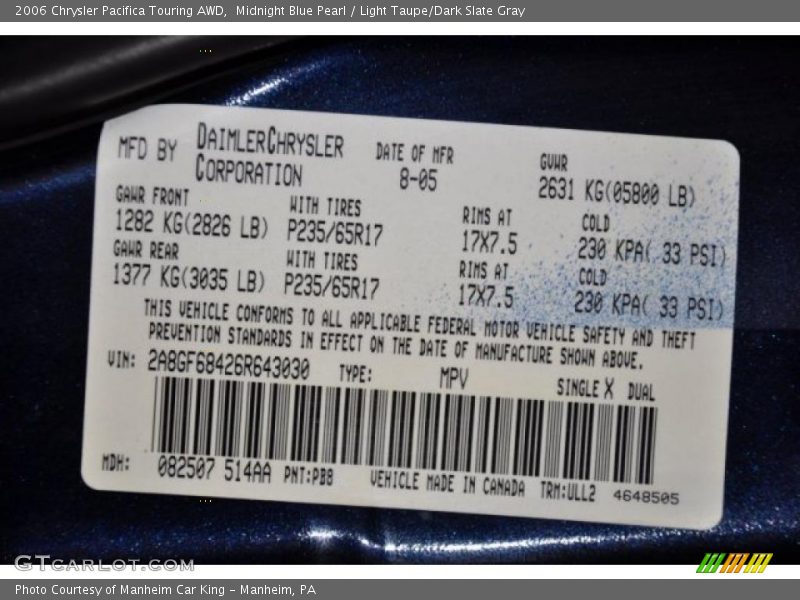 2006 Chrysler Pacifica Touring AWD,  Midnight Blue Pearl / Light Taupe/Dark Slate Gray
MFD BY DAIMLERCHRYSLER CORPORATION
DATE OF MFR 8-05
GVWR 2631 KG(05800 LB)
GAWR FRONT 1282 KG(2826 LB)
WITH TIRES P235/65R17
RIMS AT 17X7.5
COLD 230 KPA( 33 PSI)
GAWR REAR 1377 KG(3035 LB)
WITH TIRES P235/65R17
RIMS AT 17X7.5
COLD 230 KPA( 33 PSI)
THIS VEHICLE CONFORMS TO ALL APPLICABLE FEDERAL MOTOR VEHICLE SAFETY AND THEFT
PREVENTION STANDARDS IN EFFECT ON THE DATE OF MANUFACTURE SHOWN ABOVE.
VIN: 2A8GF68426R643030 TYPE: MPV SINGLE X DUAL
MDH: 082507 514AA PNT:PB8 VEHICLE MADE IN CANADA TRM:ULL2 4648505
GTCARLOT.COM
Photo Courtesy of Manheim Car King - Manheim, PA